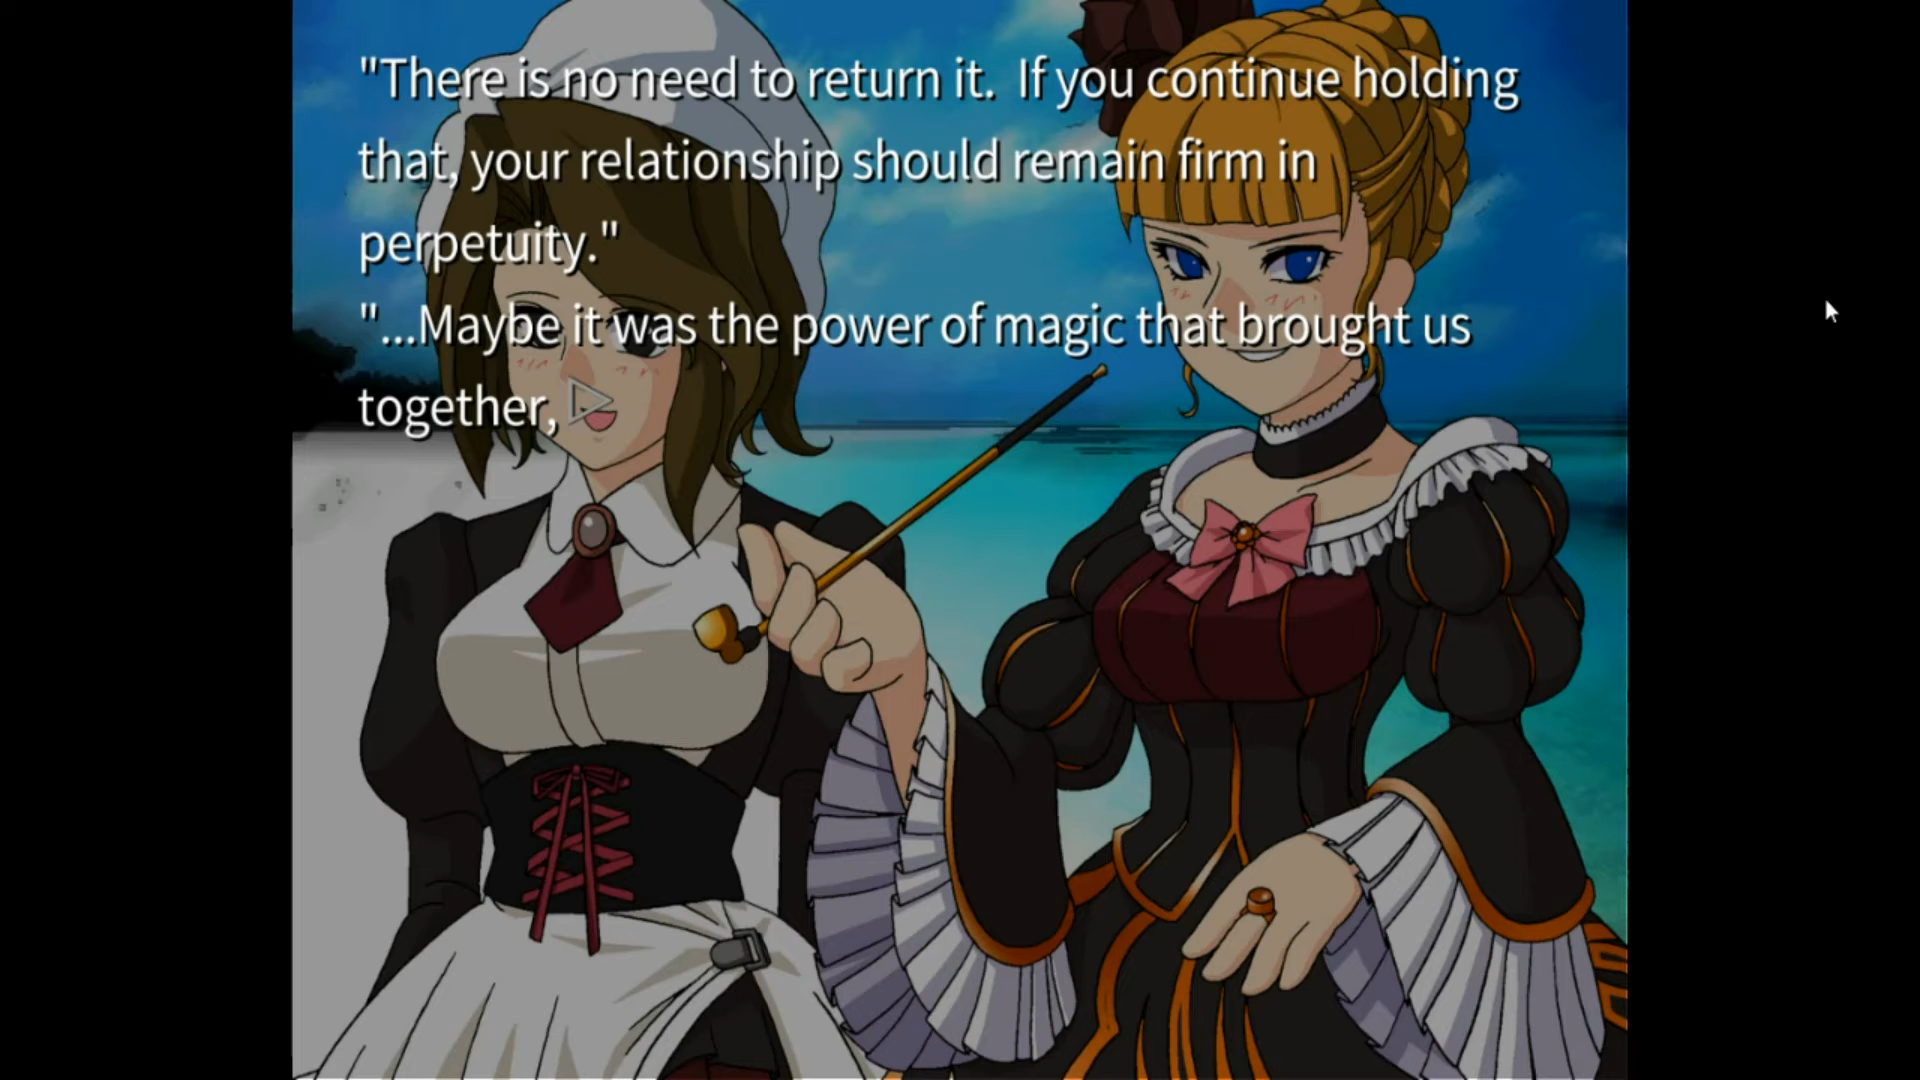 "There is no need to return it.  If you continue holding
that, your relationship should remain firm in
perpetuity."
"...Maybe it was the power of magic that brought us
together,